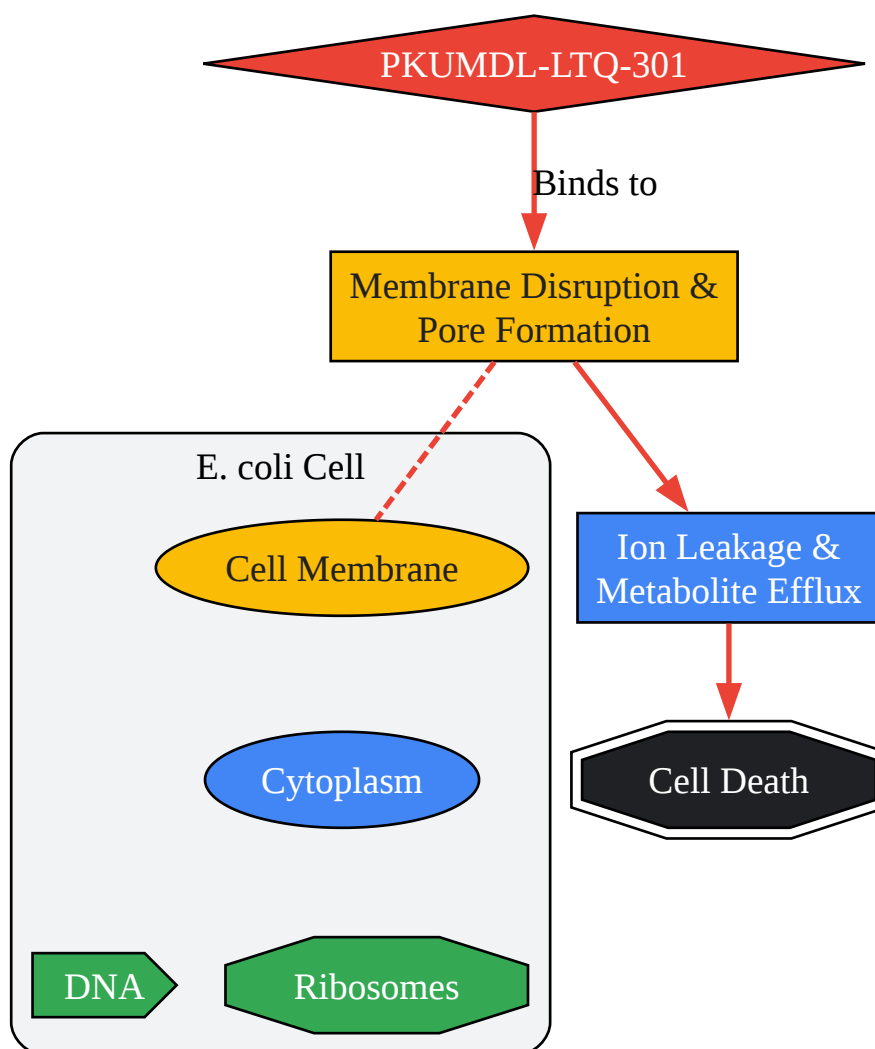 PKUMDL-LTQ-301
Binds to
Membrane Disruption &
Pore Formation
E. coli Cell
Cell Membrane
Ion Leakage &
Metabolite Efflux
Cytoplasm
Cell Death
DNA
Ribosomes